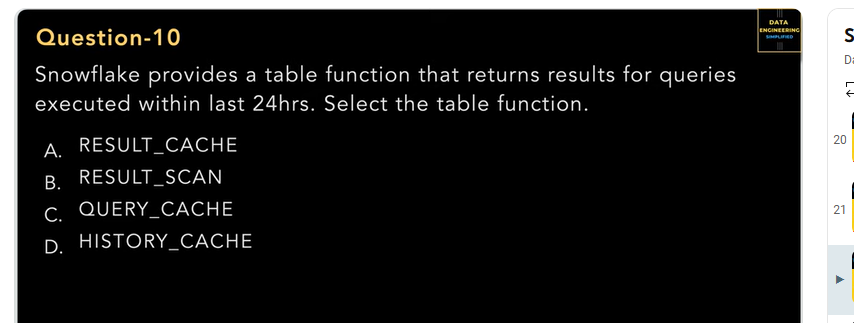 Question-10
DATA
ENGINEERING
SIMPLIFIED
Snowflake provides a table function that returns results for queries
executed within last 24hrs. Select the table function.
A. RESULT_CACHE
B. RESULT_SCAN
C. QUERY_CACHE
D. HISTORY_CACHE
S
Da
20
21